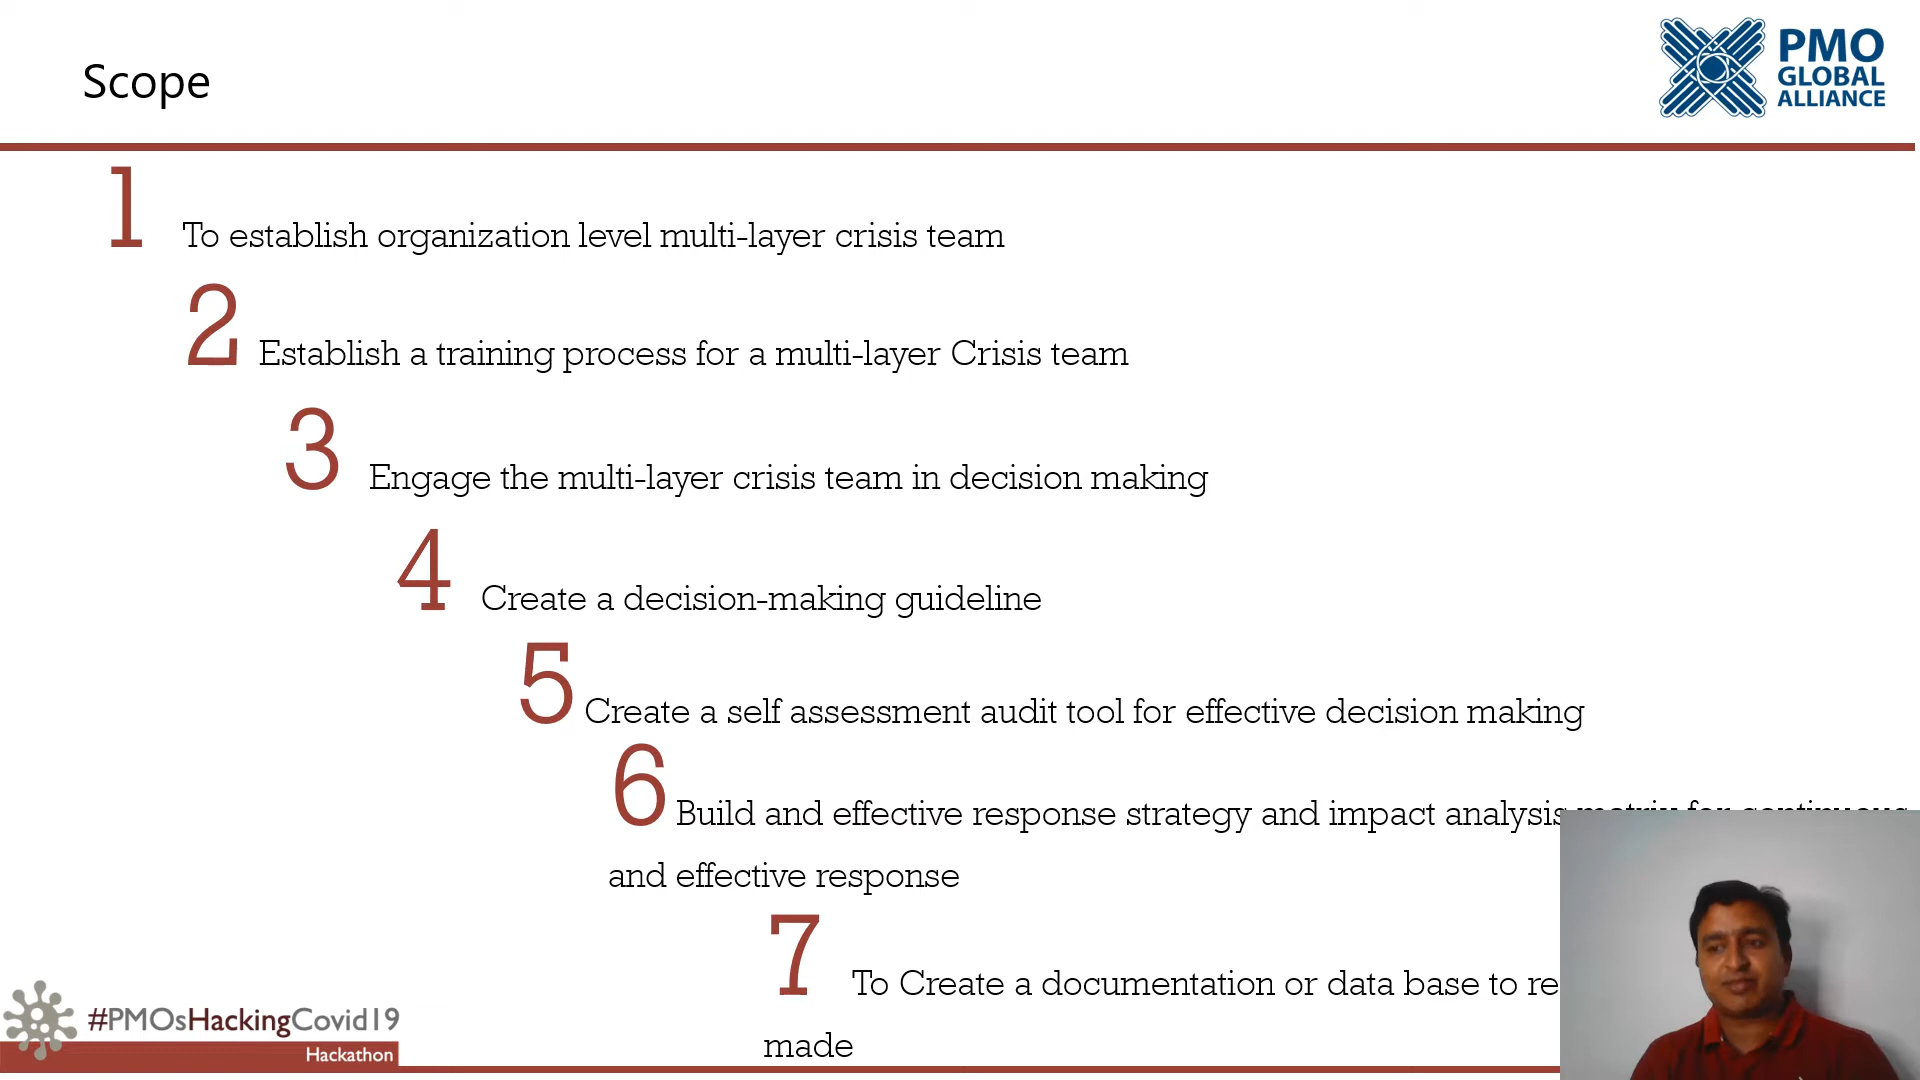 Scope
PMO
GLOBAL
ALLIANCE
1 To establish organization level multi-layer crisis team
2 Establish a training process for a multi-layer Crisis team
3 Engage the multi-layer crisis team in decision making
4 Create a decision-making guideline
5 Create a self assessment audit tool for effective decision making
6 Build and effective response strategy and impact analysis matrix for continuous
and effective response
7 To Create a documentation or data base to
made
#PMOsHackingCovid19
Hackathon